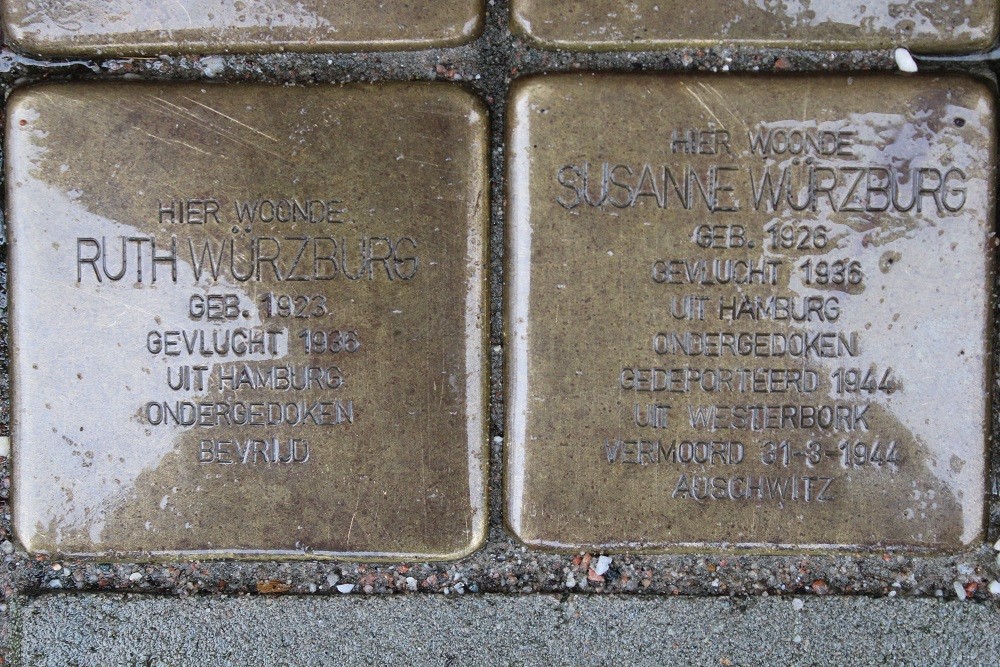 HIER WOONDE
RUTH WÜRZBURG
GEB. 1923
GEVLUCHT 1936
UIT HAMBURG
ONDERGEDOKEN
BEVRIJD
HIER WOONDE
SUSANNE WÜRZBURG
GEB. 1926
GEVLUCHT 1936
UIT HAMBURG
ONDERGEDOKEN
GEDEPORTEERD 1944
UIT WESTERBORK
VERMOORD 31-3-1944
AUSCHWITZ